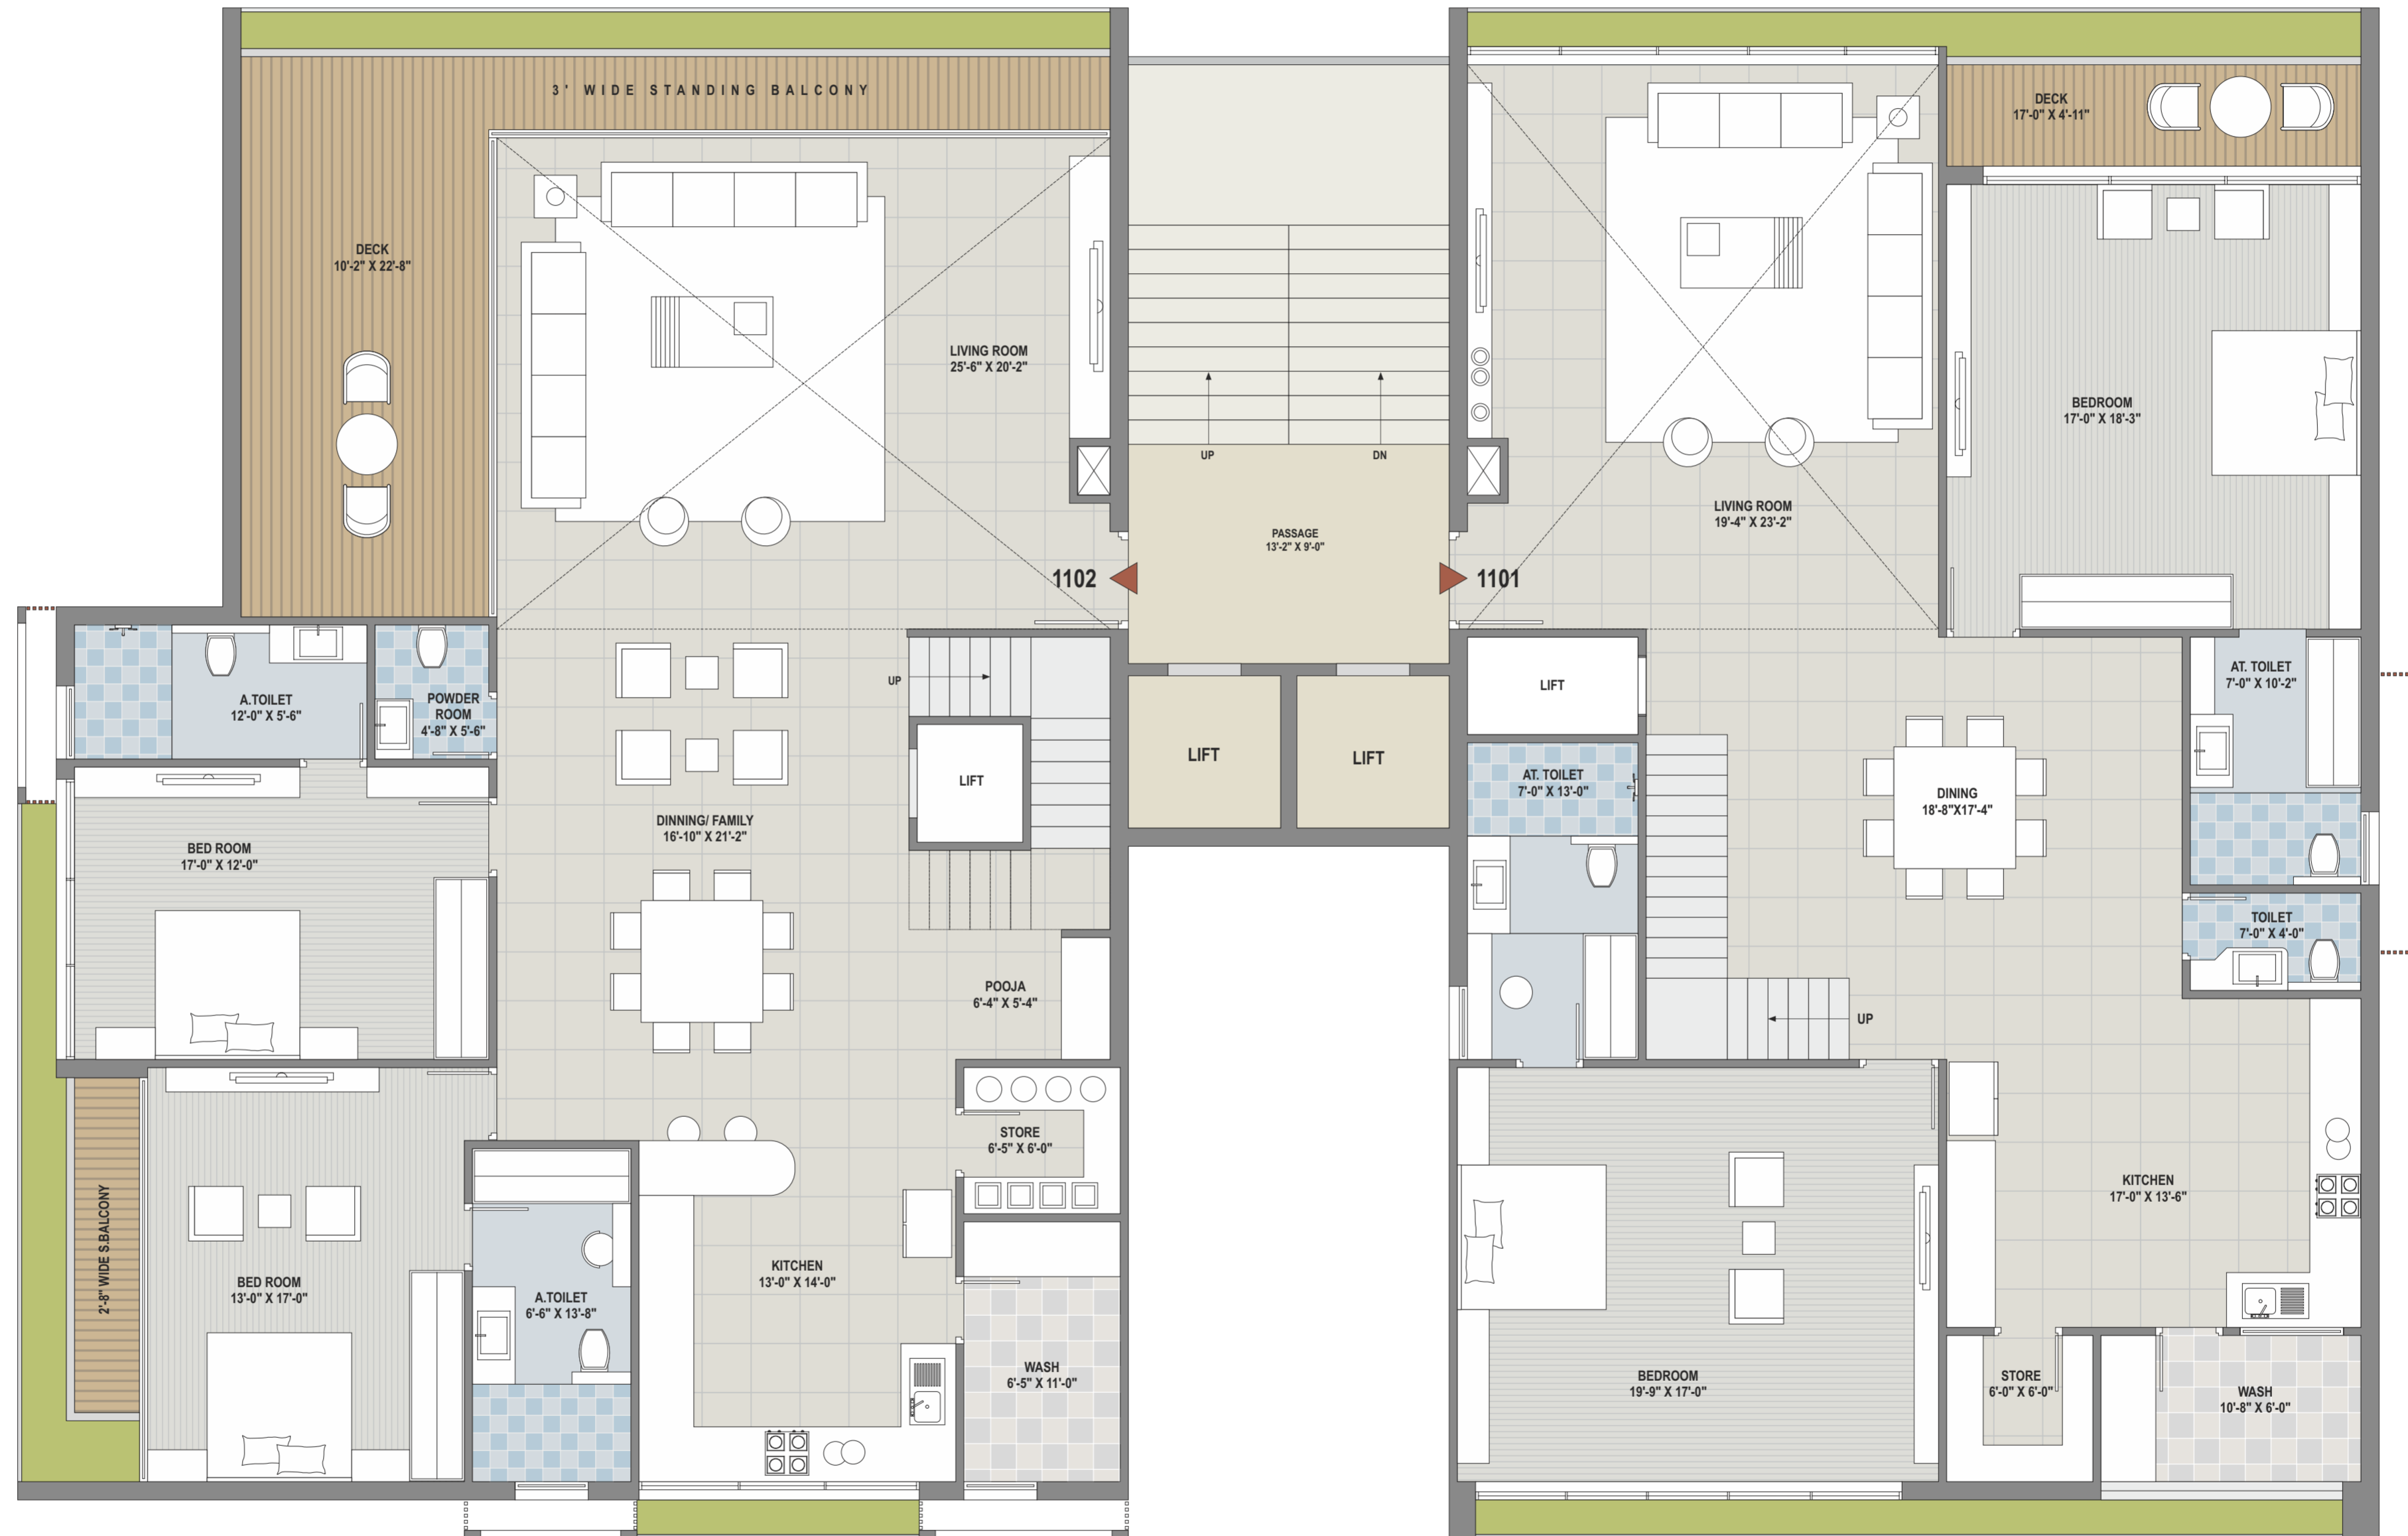 3' WIDE STANDING BALCONY
DECK
10'-2" X 22'-8"
LIVING ROOM
25'-6" X 20'-2"
1102
A.TOILET
12'-0" X 5'-6"
POWDER
ROOM
4'-8" X 5'-6"
UP
LIFT
DINNING/ FAMILY
16'-10" X 21'-2"
BED ROOM
17'-0" X 12'-0"
POOJA
6'-4" X 5'-4"
STORE
6'-5" X 6'-0"
2'-8" WIDE S.BALCONY
BED ROOM
13'-0" X 17'-0"
A.TOILET
6'-6" X 13'-8"
KITCHEN
13'-0" X 14'-0"
WASH
6'-5" X 11'-0"
UP
DN
PASSAGE
13'-2" X 9'-0"
LIFT
LIFT
DECK
17'-0" X 4'-11"
BEDROOM
17'-0" X 18'-3"
LIVING ROOM
19'-4" X 23'-2"
1101
LIFT
AT. TOILET
7'-0" X 10'-2"
AT. TOILET
7'-0" X 13'-0"
DINING
18'-8"X17'-4"
TOILET
7'-0" X 4'-0"
UP
KITCHEN
17'-0" X 13'-6"
BEDROOM
19'-9" X 17'-0"
STORE
6'-0" X 6'-0"
WASH
10'-8" X 6'-0"